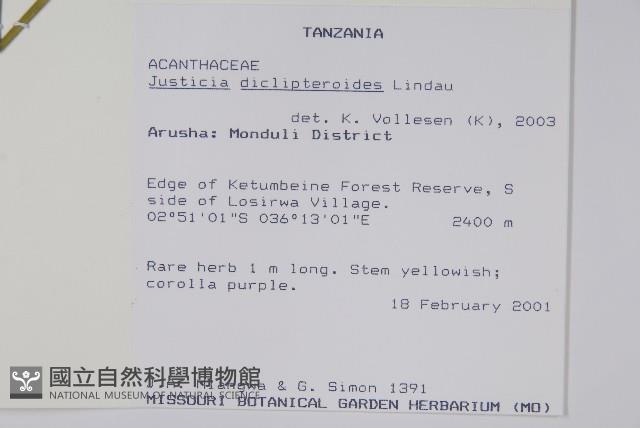 TANZANIA
ACANTHACEAE
Justicia diclipteroides Lindau
det. K. Vollesen (K), 2003
Arusha: Monduli District
Edge of Ketumbeine Forest Reserve, S
side of Losirwa Village.
02°51'01"S 036°13'01"E 2400 m
Rare herb 1 m long. Stem yellowish;
corolla purple.
18 February 2001
& G. Simon 1391
MISSOURI BOTANICAL GARDEN HERBARIUM (MO)
國立自然科學博物館
NATIONAL MUSEUM OF NATURAL SCIENCE